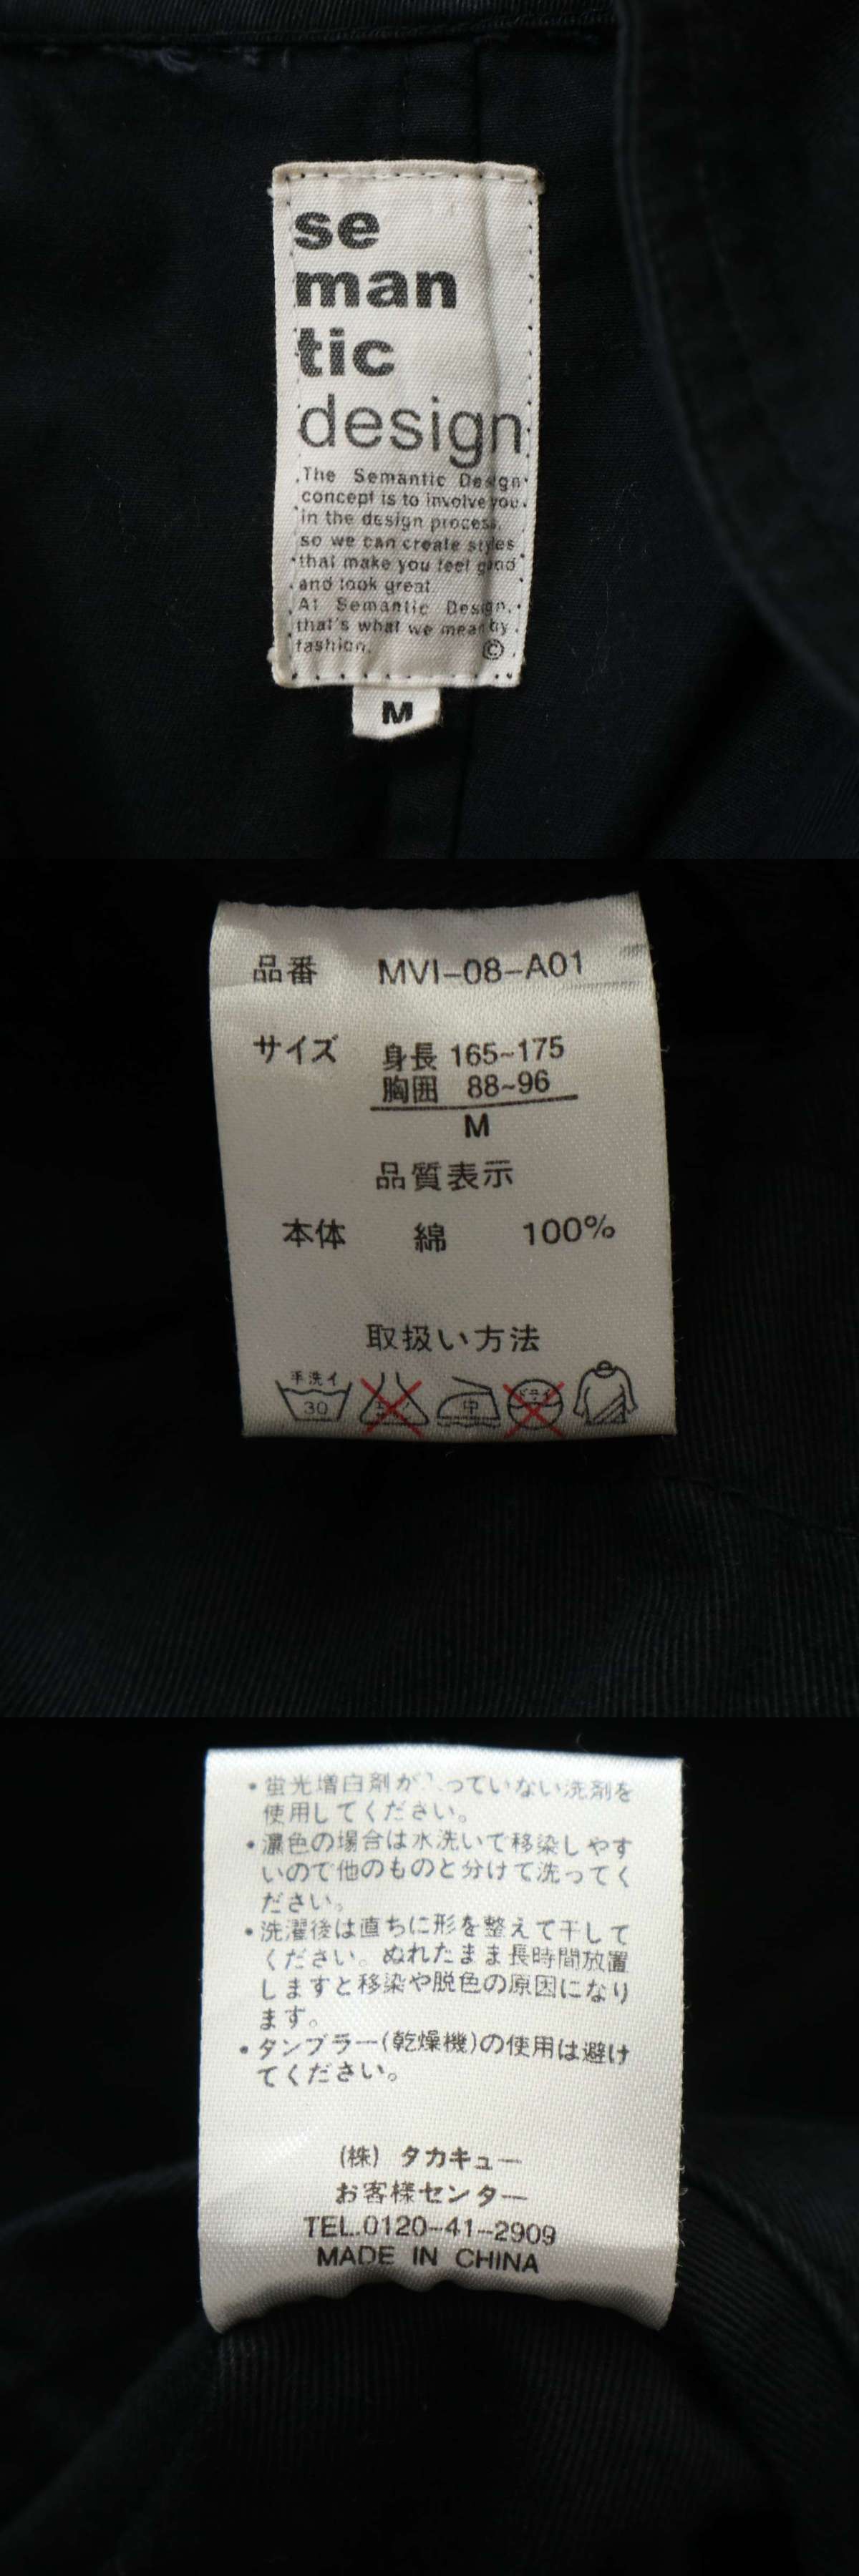 se
man
tic
design
The Semantic Design
concept is to involve you
in the design process,
so we can create styles
that make you feel good
and look great.
At Semantic Design,
that's what we mean by
fashion. ©
M
品番 MVI-08-A01
サイズ 身長 165~175
胸囲 88~96
M
品質表示
本体 綿 100%
取扱い方法
手洗イ
30 中 ドライ
•蛍光増白剤が入っていない洗剤を
使用してください。
•濃色の場合は水洗いで移染しやす
いので他のものと分けて洗ってく
ださい。
•洗濯後は直ちに形を整えて干して
ください。ぬれたまま長時間放置
しますと移染や脱色の原因になり
ます。
•タンブラー(乾燥機)の使用は避け
てください。
(株) タカキュー
お客様センター
TEL.0120-41-2909
MADE IN CHINA